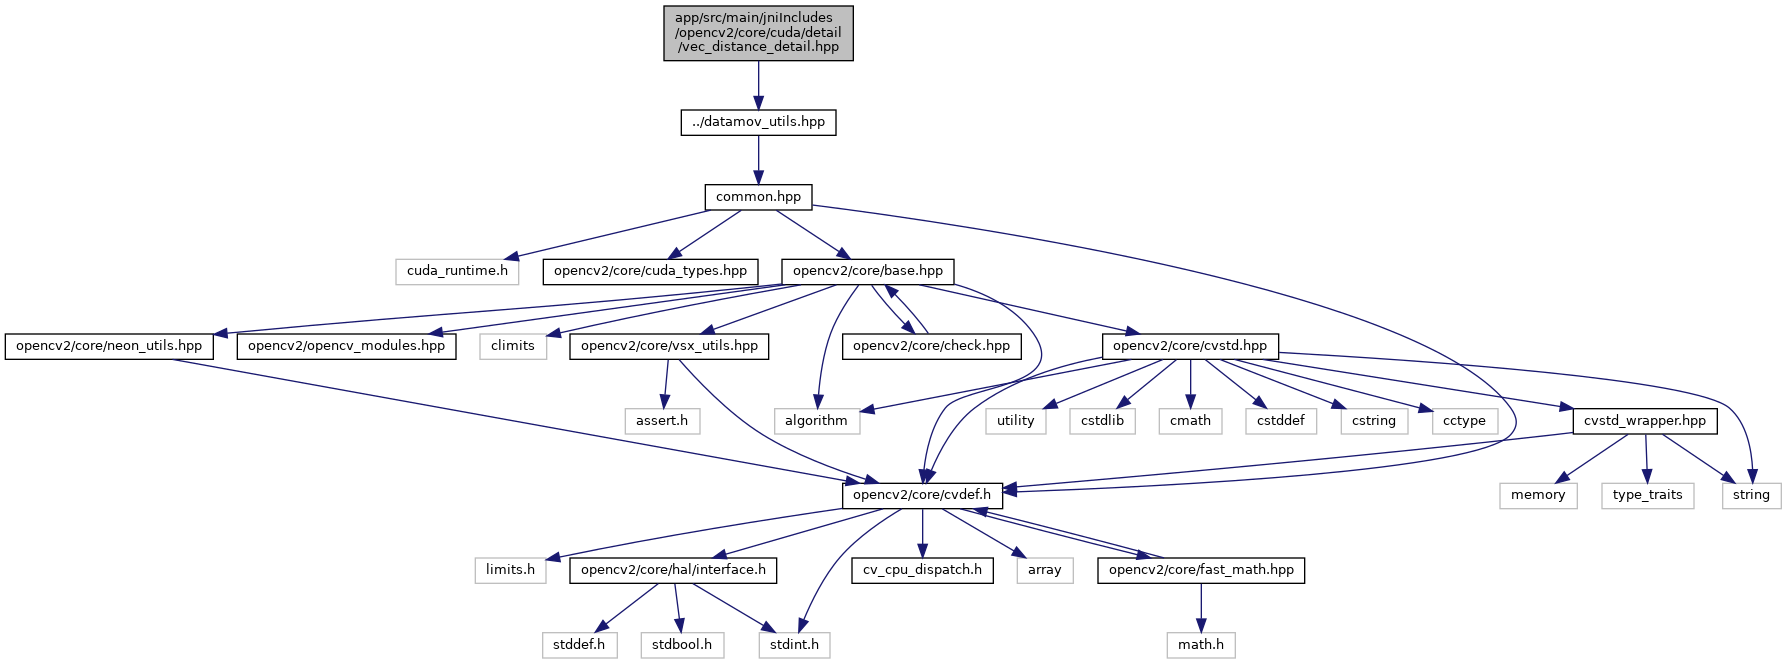 app/src/main/jniIncludes
/opencv2/core/cuda/detail
/vec_distance_detail.hpp
../datamov_utils.hpp
common.hpp
cuda_runtime.h
opencv2/core/cuda_types.hpp
opencv2/core/base.hpp
opencv2/core/neon_utils.hpp
opencv2/opencv_modules.hpp
climits
opencv2/core/vsx_utils.hpp
opencv2/core/check.hpp
opencv2/core/cvstd.hpp
assert.h
algorithm
utility
cstdlib
cmath
cstddef
cstring
cctype
cvstd_wrapper.hpp
opencv2/core/cvdef.h
memory
type_traits
string
limits.h
opencv2/core/hal/interface.h
cv_cpu_dispatch.h
array
opencv2/core/fast_math.hpp
stddef.h
stdbool.h
stdint.h
math.h